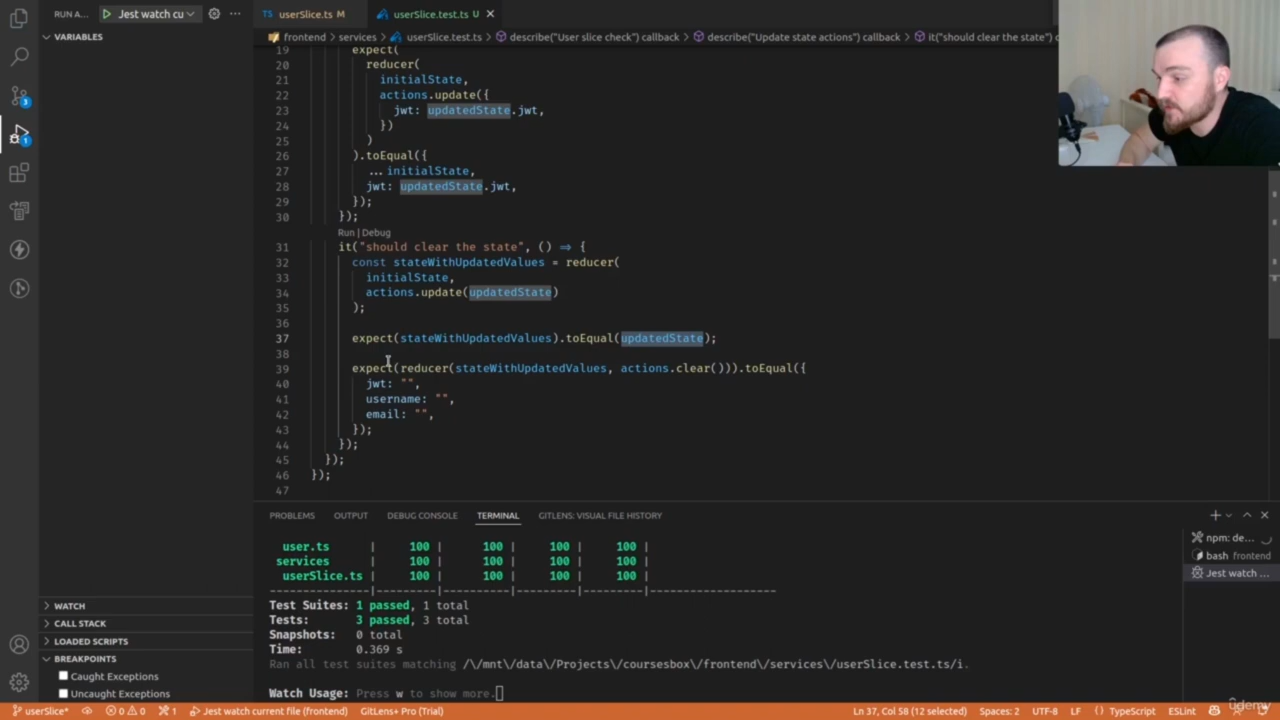 RUN A... Jest watch cu ...
TS userSlice.ts M userSlice.test.ts U
VARIABLES
frontend > services > userSlice.test.ts > describe("User slice check") callback > describe("Update state actions") callback > it("should clear the state") c
19 expect(
20 reducer(
21 initialState,
22 actions.update({
23 jwt: updatedState.jwt,
24 })
25 )
26 ).toEqual({
27 ...initialState,
28 jwt: updatedState.jwt,
29 });
30 });
Run | Debug
31 it("should clear the state", () => {
32 const stateWithUpdatedValues = reducer(
33 initialState,
34 actions.update(updatedState)
35 );
36
37 expect(stateWithUpdatedValues).toEqual(updatedState);
38
39 expect(reducer(stateWithUpdatedValues, actions.clear())).toEqual({
40 jwt: "",
41 username: "",
42 email: "",
43 });
44 });
45 });
46 });
47
PROBLEMS OUTPUT DEBUG CONSOLE TERMINAL GITLENS: VISUAL FILE HISTORY
user.ts | 100 | 100 | 100 | 100 |
services | 100 | 100 | 100 | 100 |
userSlice.ts | 100 | 100 | 100 | 100 |
---------------|---------|----------|---------|---------|-------------------
Test Suites: 1 passed, 1 total
Tests: 3 passed, 3 total
Snapshots: 0 total
Time: 0.369 s
Ran all test suites matching /\/mnt\/data\/Projects\/coursesbox\/frontend\/services\/userSlice.test.ts/i.
Watch Usage: Press w to show more.
npm: de...
bash frontend
Jest watch ...
WATCH
CALL STACK
LOADED SCRIPTS
BREAKPOINTS
Caught Exceptions
Uncaught Exceptions
3
1
userSlice* 0 0 1 Jest watch current file (frontend) GitLens+ Pro (Trial) Ln 37, Col 58 (12 selected) Spaces: 2 UTF-8 LF {} TypeScript ESLint
udemy